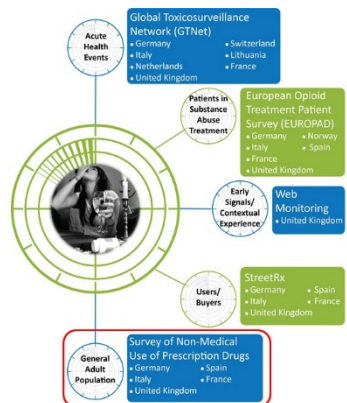 Acute
Health
Events
Global Toxicosurveillance
Network (GTNet)
• Germany • Switzerland
• Italy • Lithuania
• Netherlands • France
• United Kingdom
Patients in
Substance
Abuse
Treatment
European Opioid
Treatment Patient
Survey (EUROPAD)
• Germany • Norway
• Italy • Spain
• France
• United Kingdom
Early
Signals/
Contextual
Experience
Web
Monitoring
• United Kingdom
Users/
Buyers
StreetRx
• Germany • Spain
• Italy • France
• United Kingdom
General
Adult
Population
Survey of Non-Medical
Use of Prescription Drugs
• Germany • Spain
• Italy • France
• United Kingdom